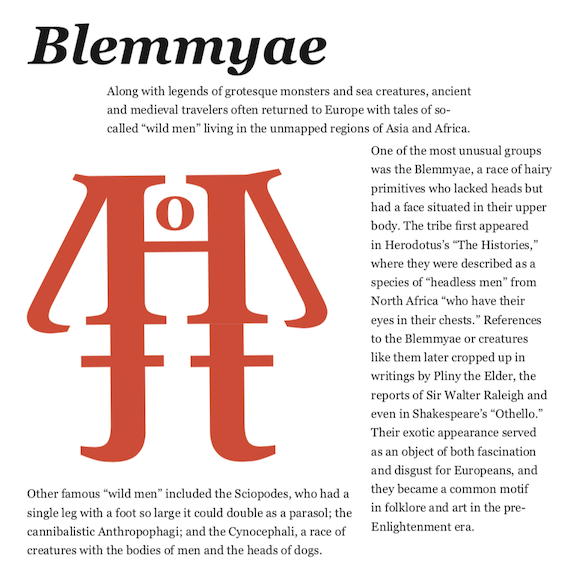 Blemmyae
Along with legends of grotesque monsters and sea creatures, ancient
and medieval travelers often returned to Europe with tales of so-
called “wild men” living in the unmapped regions of Asia and Africa.
One of the most unusual groups
was the Blemmyae, a race of hairy
primitives who lacked heads but
had a face situated in their upper
body. The tribe first appeared
in Herodotus’s “The Histories,”
where they were described as a
species of “headless men” from
North Africa “who have their
eyes in their chests.” References
to the Blemmyae or creatures
like them later cropped up in
writings by Pliny the Elder, the
reports of Sir Walter Raleigh and
even in Shakespeare’s “Othello.”
Their exotic appearance served
as an object of both fascination
and disgust for Europeans, and
they became a common motif
in folklore and art in the pre-
Enlightenment era.
Other famous “wild men” included the Sciopodes, who had a
single leg with a foot so large it could double as a parasol; the
cannibalistic Anthropophagi; and the Cynocephali, a race of
creatures with the bodies of men and the heads of dogs.